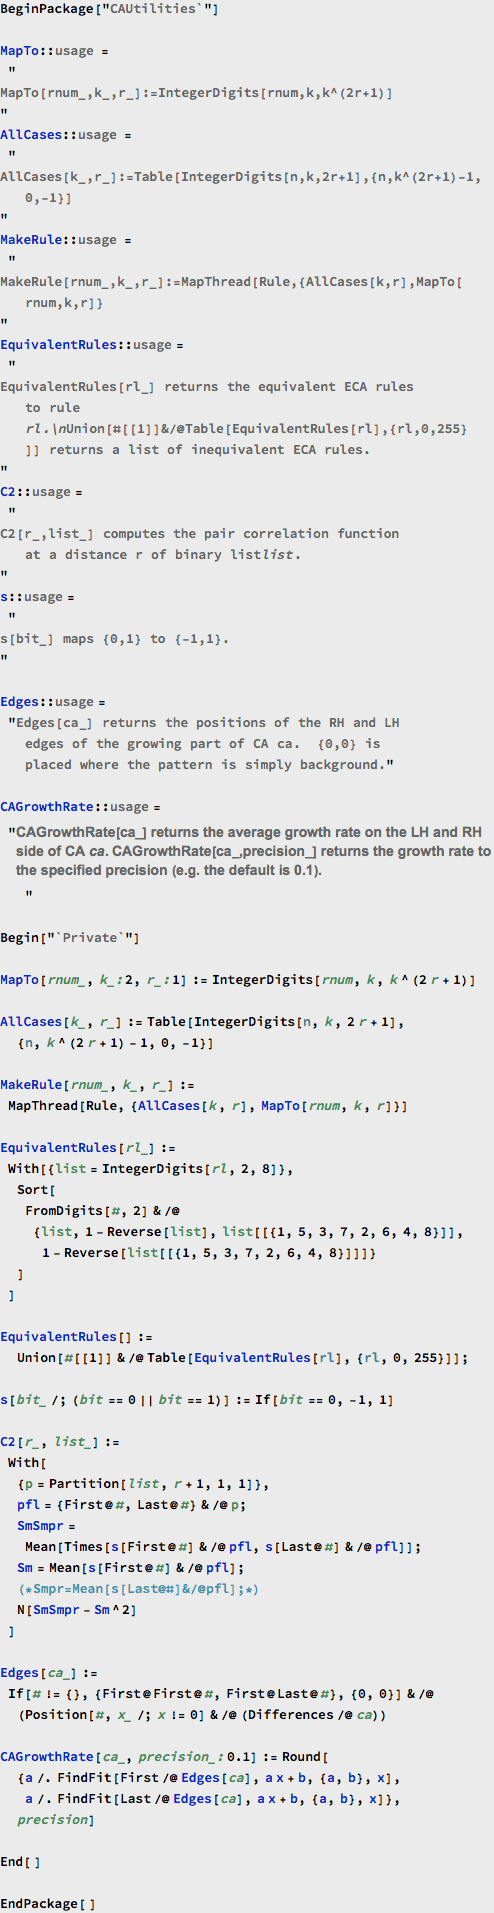 BeginPackage["CAUtilities`"]
MapTo::usage =
"
MapTo[rnum_,k_,r_]:=IntegerDigits[rnum,k,k^(2r+1)]
"
AllCases::usage =
"
AllCases[k_,r_]:=Table[IntegerDigits[n,k,2r+1],{n,k^(2r+1)-1,
0,-1}]
"
MakeRule::usage =
"
MakeRule[rnum_,k_,r_]:=MapThread[Rule,{AllCases[k,r],MapTo[
rnum,k,r]}
"
EquivalentRules::usage =
"
EquivalentRules[rl_] returns the equivalent ECA rules
to rule
rl.\nUnion[#[[1]]&/@Table[EquivalentRules[rl],{rl,0,255}
]] returns a list of inequivalent ECA rules.
"
C2::usage =
"
C2[r_,list_] computes the pair correlation function
at a distance r of binary listlist.
"
s::usage =
"
s[bit_] maps {0,1} to {-1,1}.
"
Edges::usage =
"Edges[ca_] returns the positions of the RH and LH
edges of the growing part of CA ca.  {0,0} is
placed where the pattern is simply background."
CAGrowthRate::usage =
"CAGrowthRate[ca_] returns the average growth rate on the LH and RH
side of CA ca. CAGrowthRate[ca_,precision_] returns the growth rate to
the specified precision (e.g. the default is 0.1).
"
Begin["`Private`"]
MapTo[rnum_, k_:2, r_:1] := IntegerDigits[rnum, k, k^(2 r + 1)]
AllCases[k_, r_] := Table[IntegerDigits[n, k, 2 r + 1],
{n, k^(2 r + 1) - 1, 0, -1}]
MakeRule[rnum_, k_, r_] :=
MapThread[Rule, {AllCases[k, r], MapTo[rnum, k, r]}]
EquivalentRules[rl_] :=
With[{list = IntegerDigits[rl, 2, 8]},
Sort[
FromDigits[#, 2] & /@
{list, 1 - Reverse[list], list[[{1, 5, 3, 7, 2, 6, 4, 8}]],
1 - Reverse[list[[{1, 5, 3, 7, 2, 6, 4, 8}]]]}
]
]
EquivalentRules[] :=
Union[#[[1]] & /@ Table[EquivalentRules[rl], {rl, 0, 255}]];
s[bit_ /; (bit == 0 || bit == 1)] := If[bit == 0, -1, 1]
C2[r_, list_] :=
With[
{p = Partition[list, r + 1, 1, 1]},
pfl = {First@#, Last@#} & /@ p;
SmSmpr =
Mean[Times[s[First@#] & /@ pfl, s[Last@#] & /@ pfl]];
Sm = Mean[s[First@#] & /@ pfl];
(*Smpr=Mean[s[Last@#]&/@pfl];*)
N[SmSmpr - Sm^2]
]
Edges[ca_] :=
If[# != {}, {First@First@#, First@Last@#}, {0, 0}] & /@
(Position[#, x_ /; x != 0] & /@ (Differences /@ ca))
CAGrowthRate[ca_, precision_:0.1] := Round[
{a /. FindFit[First /@ Edges[ca], a x + b, {a, b}, x],
a /. FindFit[Last /@ Edges[ca], a x + b, {a, b}, x]},
precision]
End[]
EndPackage[]